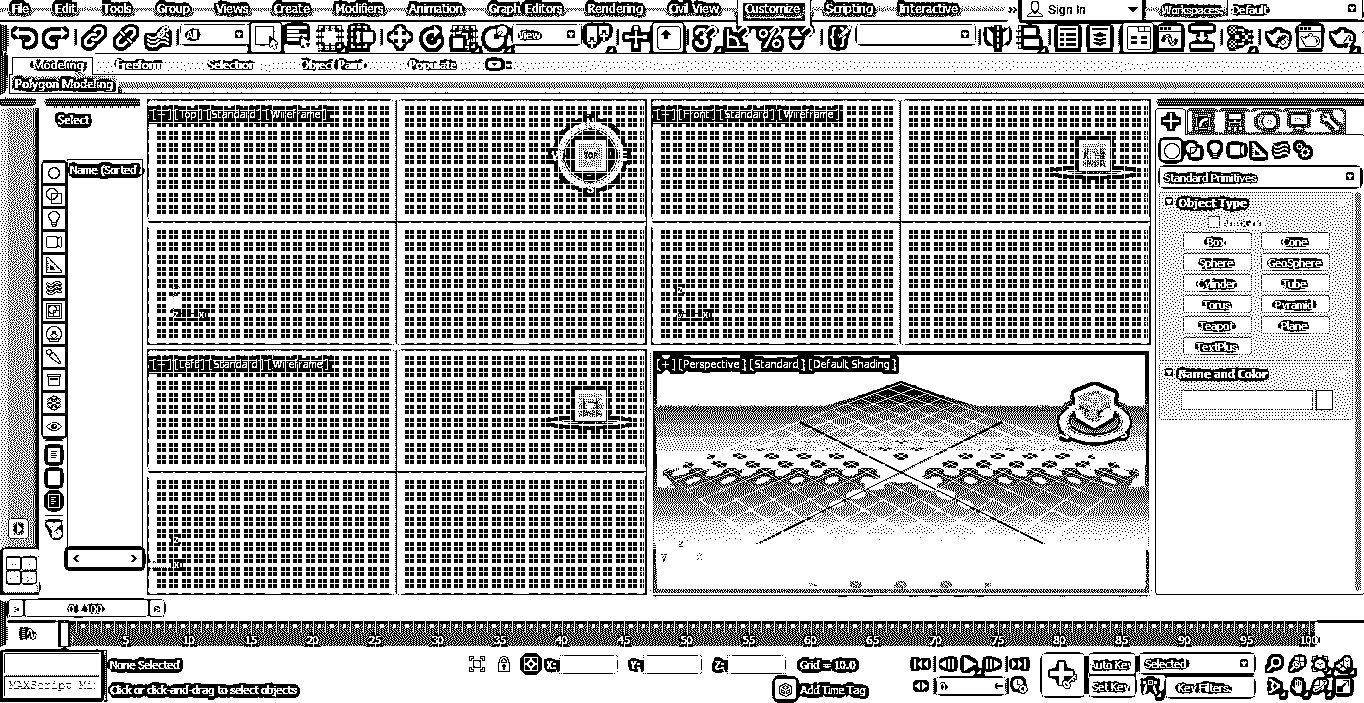 File Edit Tools Group Views Create Modifiers Animation Graph Editors Rendering Civil View Customize Scripting Interactive » Sign In Workspaces: Default
All View
Modeling Freeform Selection Object Paint Populate
Polygon Modeling
Select
Name (Sorted
[+] [Top] [Standard] [Wireframe]
TOP
[+] [Front] [Standard] [Wireframe]
[+] [Left] [Standard] [Wireframe]
[+] [Perspective] [Standard] [Default Shading]
Standard Primitives
Object Type
Box Cone
Sphere GeoSphere
Cylinder Tube
Torus Pyramid
Teapot Plane
TextPlus
Name and Color
0 / 100
5 10 15 20 25 30 35 40 45 50 55 60 65 70 75 80 85 90 95 100
None Selected X: Y: Z: Grid = 10.0 Auto Key Selected
MAXScript Mi
Click or click-and-drag to select objects Add Time Tag Set Key Key Filters...